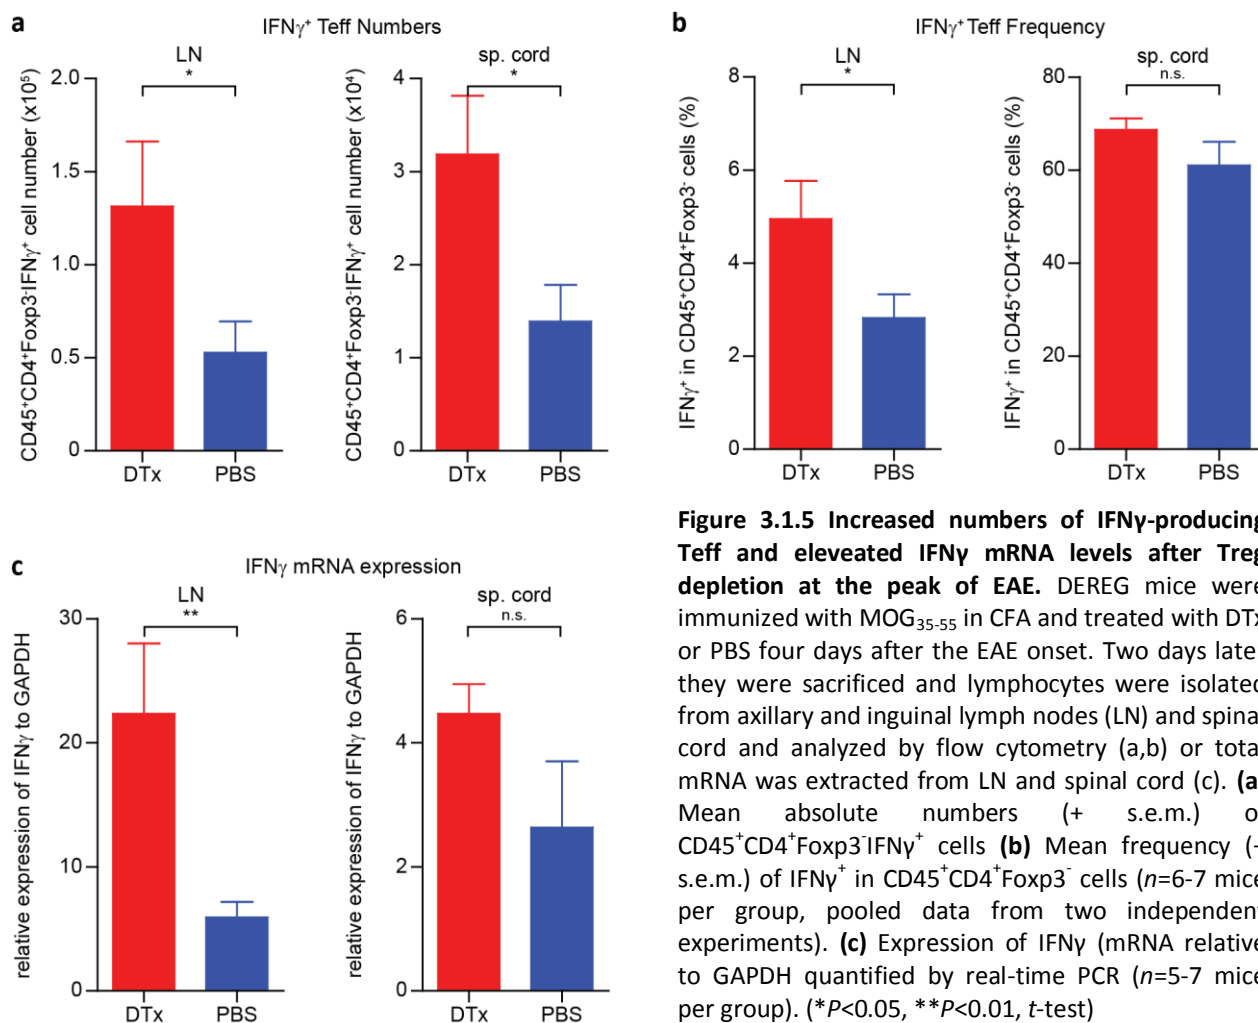 a
IFNγ⁺ Teff Numbers
LN
*
CD45⁺CD4⁺Foxp3⁻IFNγ⁺ cell number (x10⁵)
2.0
1.5
1.0
0.5
0
DTx PBS
sp. cord
*
CD45⁺CD4⁺Foxp3⁻IFNγ⁺ cell number (x10⁴)
4
3
2
1
0
DTx PBS
b
IFNγ⁺ Teff Frequency
LN
*
IFNγ⁺ in CD45⁺CD4⁺Foxp3⁻ cells (%)
8
6
4
2
0
DTx PBS
sp. cord
n.s.
IFNγ⁺ in CD45⁺CD4⁺Foxp3⁻ cells (%)
80
60
40
20
0
DTx PBS
c
IFNγ mRNA expression
LN
**
relative expression of IFNγ to GAPDH
30
20
10
0
DTx PBS
sp. cord
n.s.
relative expression of IFNγ to GAPDH
6
4
2
0
DTx PBS
Figure 3.1.5 Increased numbers of IFNγ-producing
Teff and eleveated IFNγ mRNA levels after Treg
depletion at the peak of EAE. DEREG mice were
immunized with MOG₃₅₋₅₅ in CFA and treated with DTx
or PBS four days after the EAE onset. Two days late
they were sacrificed and lymphocytes were isolated
from axillary and inguinal lymph nodes (LN) and spina
cord and analyzed by flow cytometry (a,b) or tota
mRNA was extracted from LN and spinal cord (c). (a
Mean absolute numbers (+ s.e.m.) o
CD45⁺CD4⁺Foxp3⁻IFNγ⁺ cells (b) Mean frequency (+
s.e.m.) of IFNγ⁺ in CD45⁺CD4⁺Foxp3⁻ cells (n=6-7 mice
per group, pooled data from two independent
experiments). (c) Expression of IFNγ (mRNA relative
to GAPDH quantified by real-time PCR (n=5-7 mice
per group). (*P<0.05, **P<0.01, t-test)